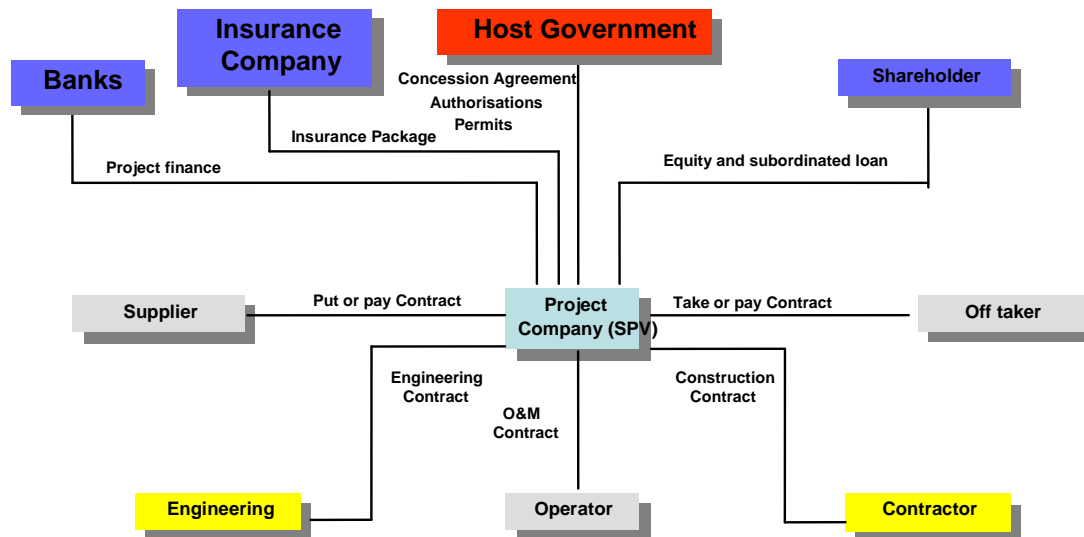 Insurance
Company
Host Government
Banks
Shareholder
Concession Agreement
Authorisations
Permits
Insurance Package
Project finance
Equity and subordinated loan
Supplier
Put or pay Contract
Project
Company (SPV)
Take or pay Contract
Off taker
Engineering
Contract
O&M
Contract
Construction
Contract
Engineering
Operator
Contractor